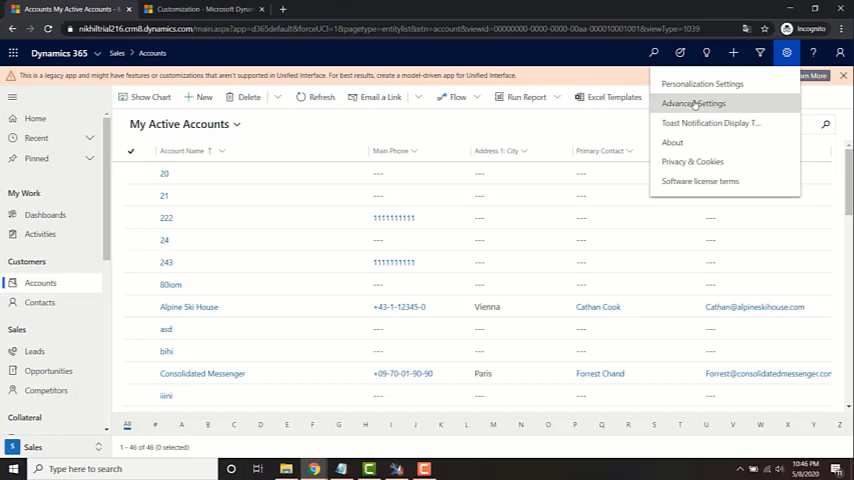 Accounts My Active Accounts - M
Customization - Microsoft Dynam
nikhiltrial216.crm8.dynamics.com/main.aspx?app=d365default&forceUCI=1&pagetype=entitylist&etn=account&viewid=00000000-0000-0000-00aa-000010001001&viewType=1039
Incognito
Dynamics 365
Sales > Accounts
This is a legacy app and might have features or customizations that aren't supported in Unified Interface. For best results, create a model-driven app for Unified Interface.
rn More
Show Chart + New Delete Refresh Email a Link Flow Run Report Excel Templates
Personalization Settings
Advanced Settings
Toast Notification Display T...
About
Privacy & Cookies
Software license terms
Home
Recent
Pinned
My Work
Dashboards
Activities
Customers
Accounts
Contacts
Sales
Leads
Opportunities
Competitors
Collateral
Sales
My Active Accounts
Account Name ↑ Main Phone Address 1: City Primary Contact
20 --- --- ---
21 --- --- ---
222 1111111111 --- --- ---
24 --- --- --- ---
243 1111111111 --- --- ---
80iom --- --- --- ---
Alpine Ski House +43-1-12345-0 Vienna Cathan Cook Cathan@alpineskihouse.com
asd --- --- --- ---
bihi --- --- --- ---
Consolidated Messenger +09-70-01-90-90 Paris Forrest Chand Forrest@consolidatedmessenger.com
iiini --- --- --- ---
All # A B C D E F G H I J K L M N O P Q R S T U V W X Y Z
1 - 46 of 46 (0 selected)
Type here to search
10:46 PM
5/8/2020